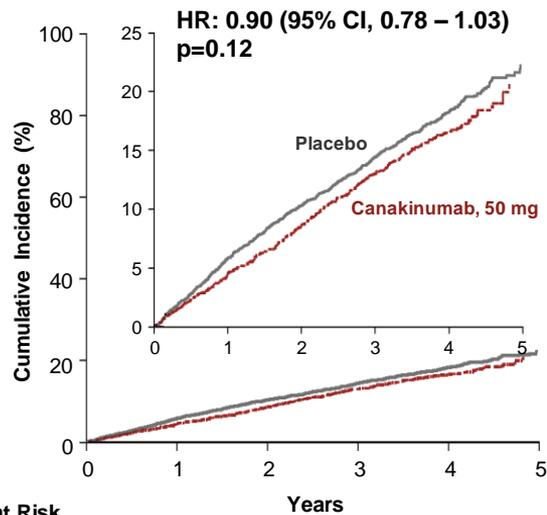 HR: 0.90 (95% CI, 0.78 – 1.03)
p=0.12
Cumulative Incidence (%)
100
80
60
40
20
0
25
20
15
10
5
0
Placebo
Canakinumab, 50 mg
0 1 2 3 4 5
0 1 2 3 4 5
Years
Risk